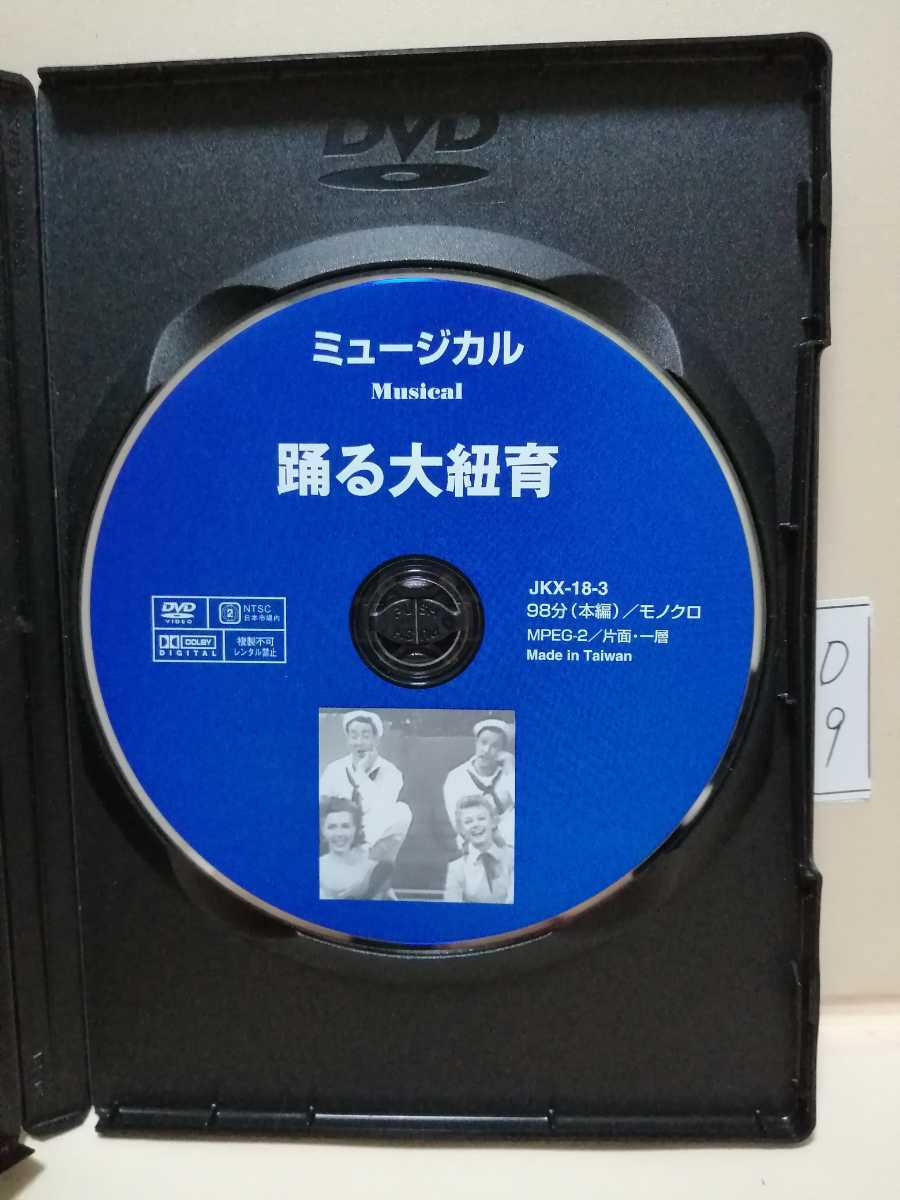 DVD
ミュージカル
Musical
踊る大紐育
DVD
VIDEO
2
NTSC
日本市場内
DOLBY
DIGITAL
複製不可
レンタル禁止
JKX-18-3
98分(本編)／モノクロ
MPEG-2／片面・一層
Made in Taiwan
PUSH
PUSH
D
9